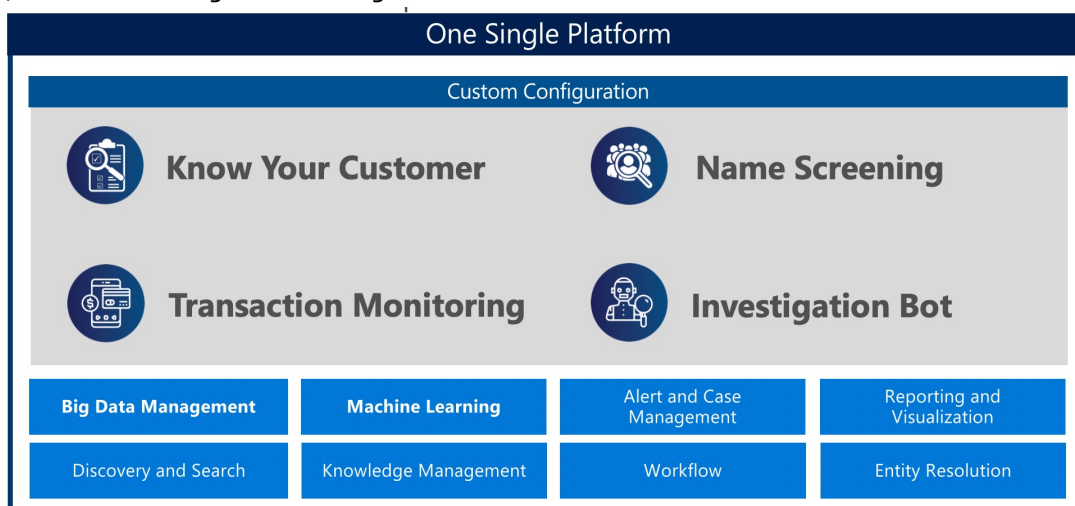 One Single Platform
Custom Configuration
Know Your Customer
Name Screening
Transaction Monitoring
Investigation Bot
Big Data Management
Machine Learning
Alert and Case
Management
Reporting and
Visualization
Discovery and Search
Knowledge Management
Workflow
Entity Resolution